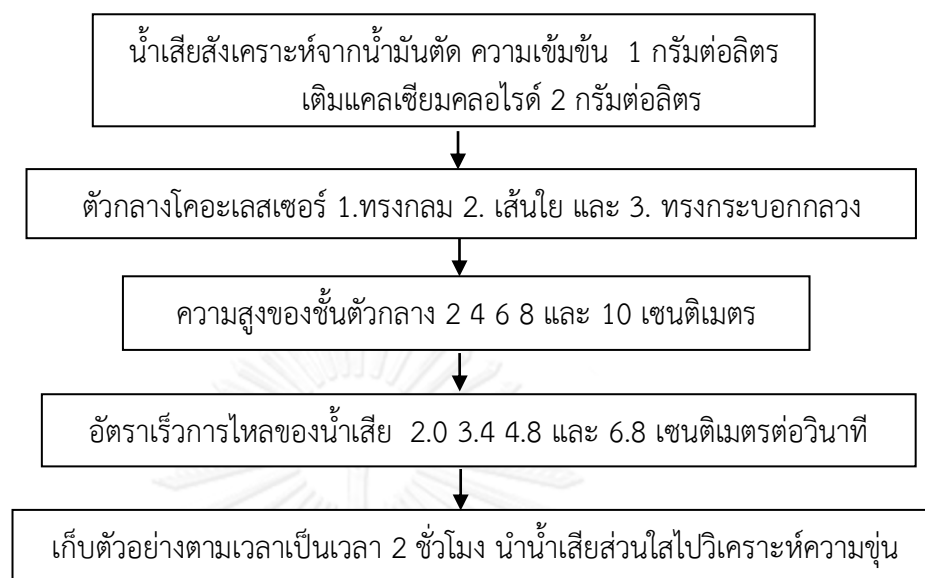 น้ำเสียสังเคราะห์จากน้ำมันตัด ความเข้มข้น 1 กรัมต่อลิตร
เติมแคลเซียมคลอไรด์ 2 กรัมต่อลิตร
ตัวกลางโคอะเลสเซอร์ 1.ทรงกลม 2. เส้นใย และ 3. ทรงกระบอกกลวง
ความสูงของชั้นตัวกลาง 2 4 6 8 และ 10 เซนติเมตร
อัตราเร็วการไหลของน้ำเสีย 2.0 3.4 4.8 และ 6.8 เซนติเมตรต่อวินาที
เก็บตัวอย่างตามเวลาเป็นเวลา 2 ชั่วโมง นำน้ำเสียส่วนใสไปวิเคราะห์ความขุ่น